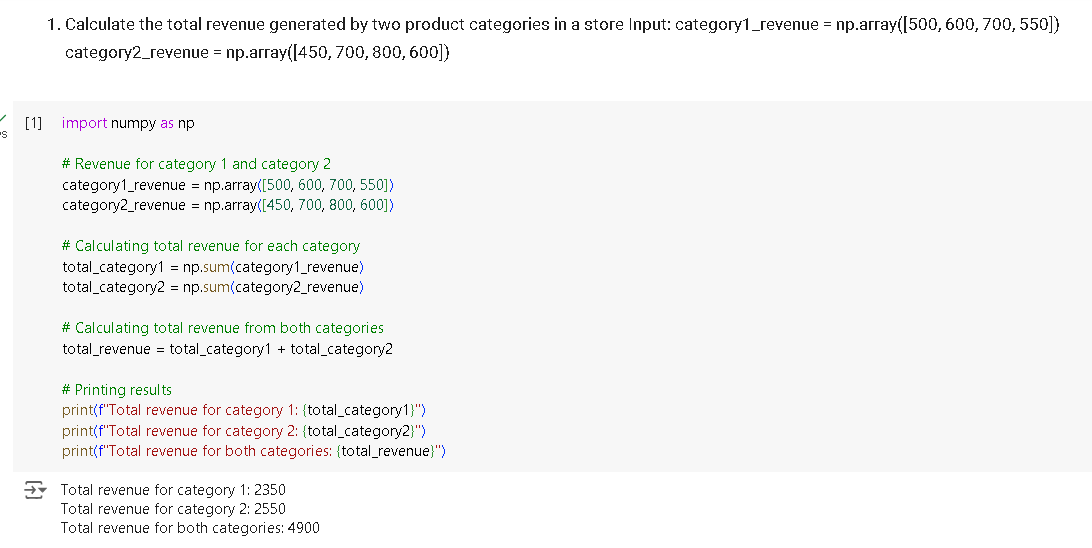 1. Calculate the total revenue generated by two product categories in a store Input: category1_revenue = np.array([500, 600, 700, 550])
category2_revenue = np.array([450, 700, 800, 600])
[1] import numpy as np
# Revenue for category 1 and category 2
category1_revenue = np.array([500, 600, 700, 550])
category2_revenue = np.array([450, 700, 800, 600])
# Calculating total revenue for each category
total_category1 = np.sum(category1_revenue)
total_category2 = np.sum(category2_revenue)
# Calculating total revenue from both categories
total_revenue = total_category1 + total_category2
# Printing results
print(f"Total revenue for category 1: {total_category1}")
print(f"Total revenue for category 2: {total_category2}")
print(f"Total revenue for both categories: {total_revenue}")
Total revenue for category 1: 2350
Total revenue for category 2: 2550
Total revenue for both categories: 4900